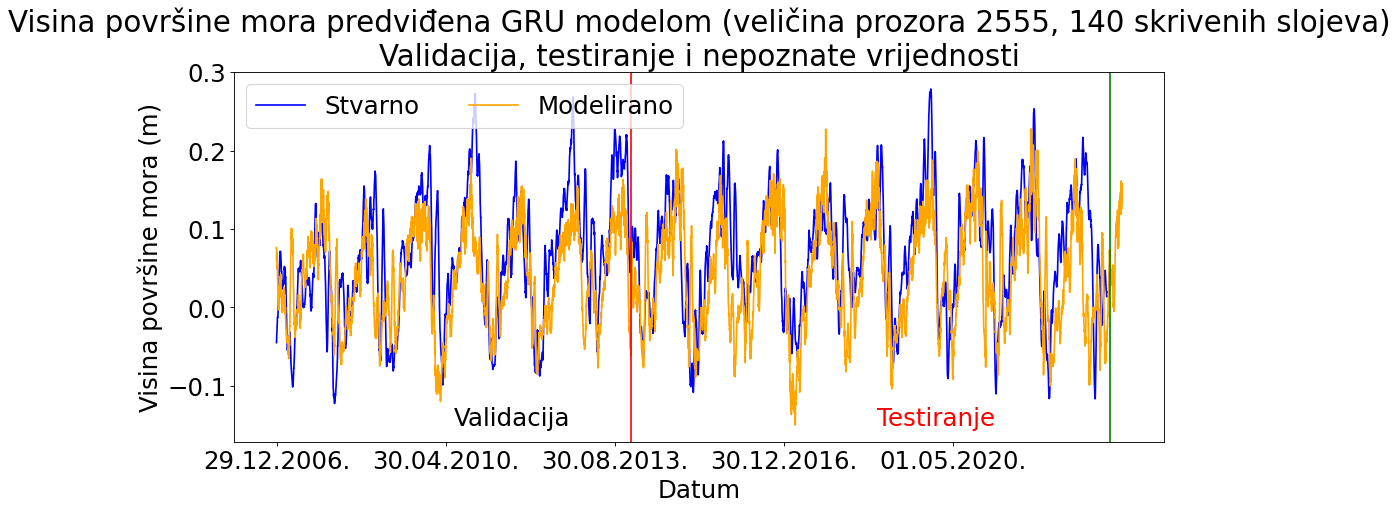 Visina površine mora predviđena GRU modelom (veličina prozora 2555, 140 skrivenih slojeva)
Validacija, testiranje i nepoznate vrijednosti
Stvarno
Modelirano
Visina površine mora (m)
0.3
0.2
0.1
0.0
−0.1
Validacija
Testiranje
29.12.2006.
30.04.2010.
30.08.2013.
30.12.2016.
01.05.2020.
Datum